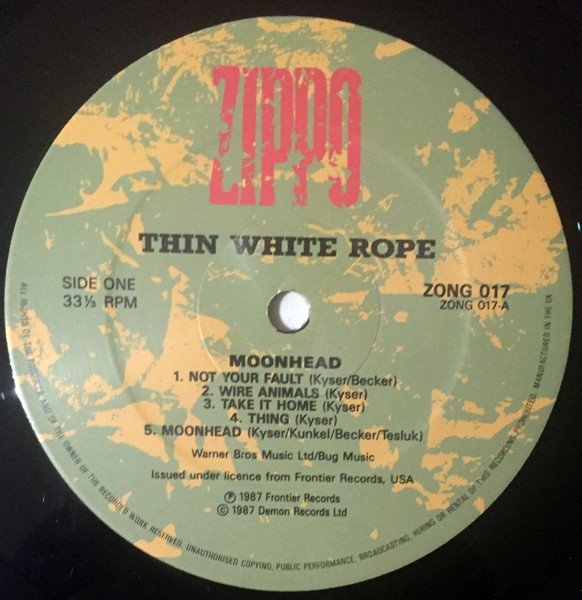 ZIPPO
THIN WHITE ROPE
SIDE ONE
33⅓ RPM
ZONG 017
ZONG 017-A
MOONHEAD
1. NOT YOUR FAULT (Kyser/Becker)
2. WIRE ANIMALS (Kyser)
3. TAKE IT HOME (Kyser)
4. THING (Kyser)
5. MOONHEAD (Kyser/Kunkel/Becker/Tesluk)
Warner Bros Music Ltd/Bug Music
Issued under licence from Frontier Records, USA
Ⓟ 1987 Frontier Records
© 1987 Demon Records Ltd
ALL RIGHTS OF THE AND OF THE OWNER OF THE RECORDED WORK RESERVED. UNAUTHORISED COPYING, PUBLIC PERFORMANCE, BROADCASTING, HIRING OR RENTAL OF THIS RECORDING PROHIBITED. MANUFACTURED IN THE UK